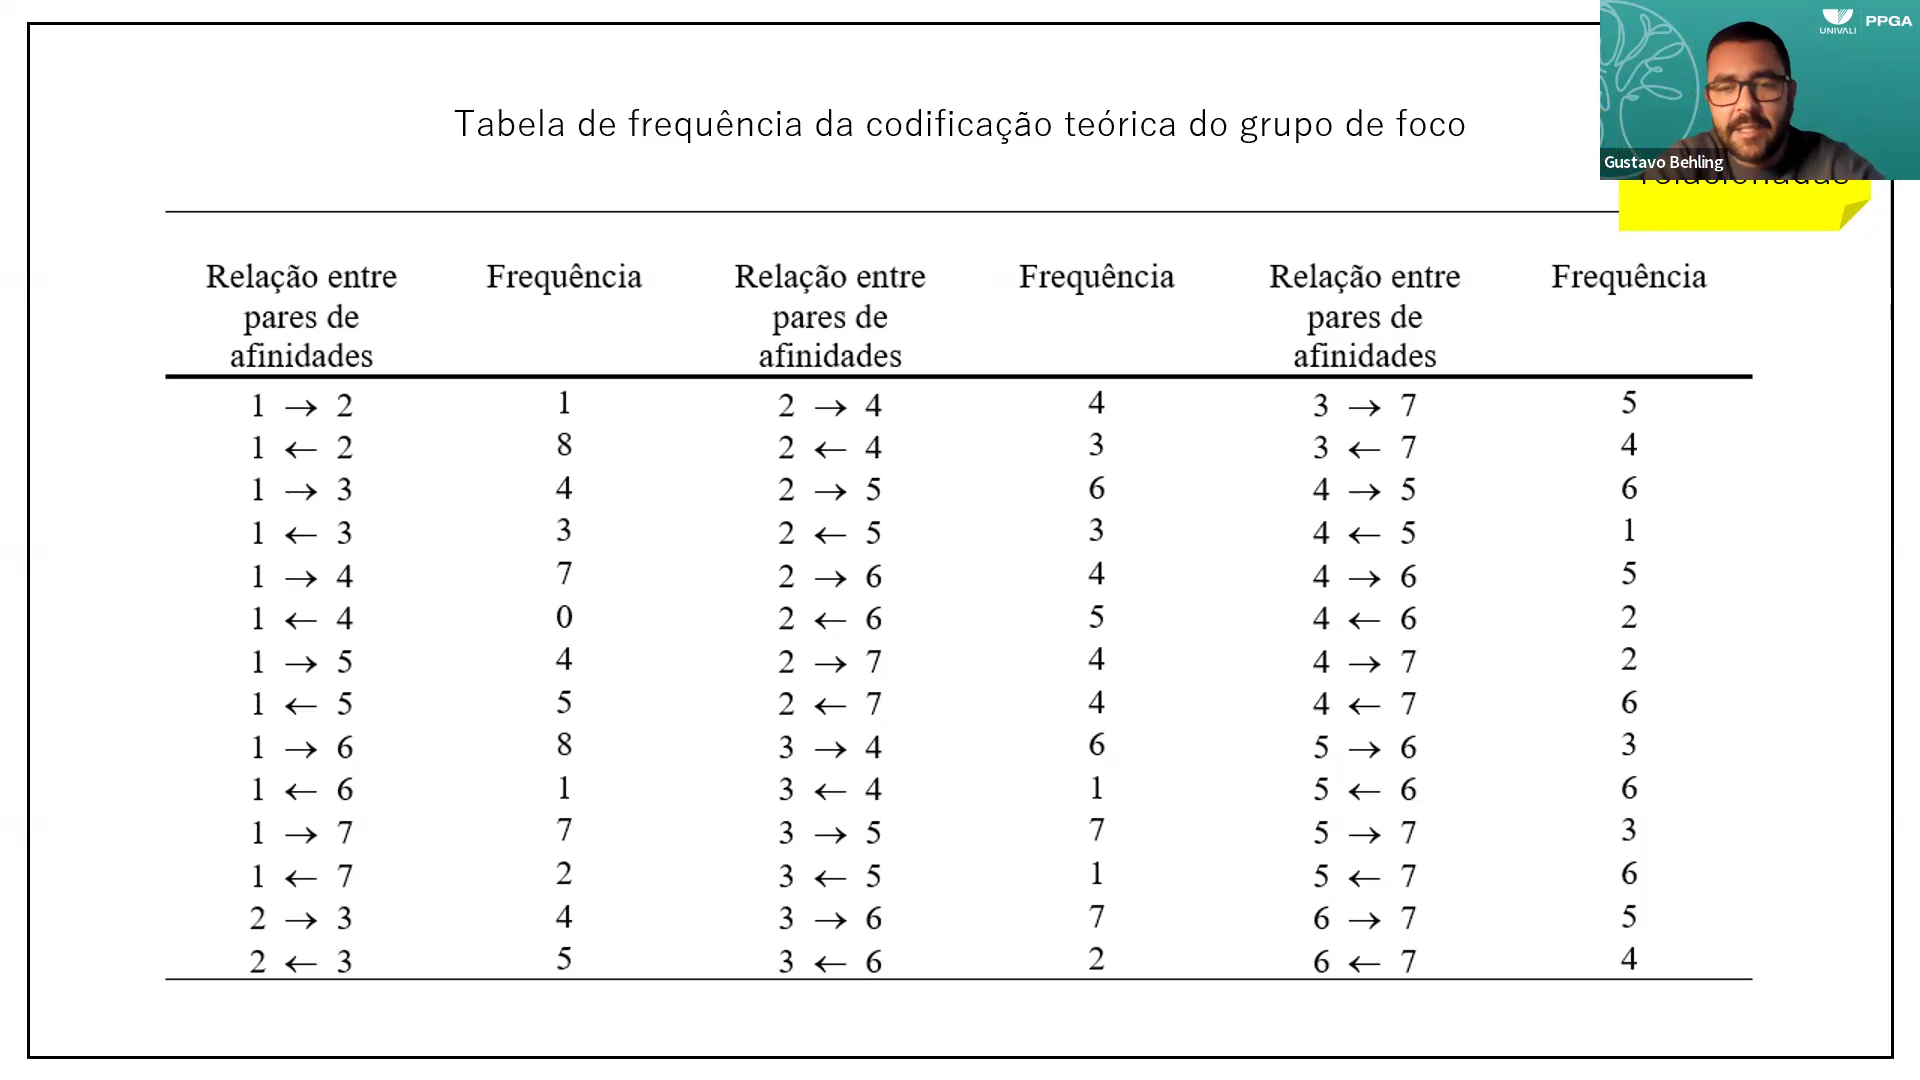 UNIVALI PPGA
Gustavo Behling
Tabela de frequência da codificação teórica do grupo de foco
relacionadas
Relação entre pares de afinidades Frequência Relação entre pares de afinidades Frequência Relação entre pares de afinidades Frequência
1 → 2 1 2 → 4 4 3 → 7 5
1 ← 2 8 2 ← 4 3 3 ← 7 4
1 → 3 4 2 → 5 6 4 → 5 6
1 ← 3 3 2 ← 5 3 4 ← 5 1
1 → 4 7 2 → 6 4 4 → 6 5
1 ← 4 0 2 ← 6 5 4 ← 6 2
1 → 5 4 2 → 7 4 4 → 7 2
1 ← 5 5 2 ← 7 4 4 ← 7 6
1 → 6 8 3 → 4 6 5 → 6 3
1 ← 6 1 3 ← 4 1 5 ← 6 6
1 → 7 7 3 → 5 7 5 → 7 3
1 ← 7 2 3 ← 5 1 5 ← 7 6
2 → 3 4 3 → 6 7 6 → 7 5
2 ← 3 5 3 ← 6 2 6 ← 7 4